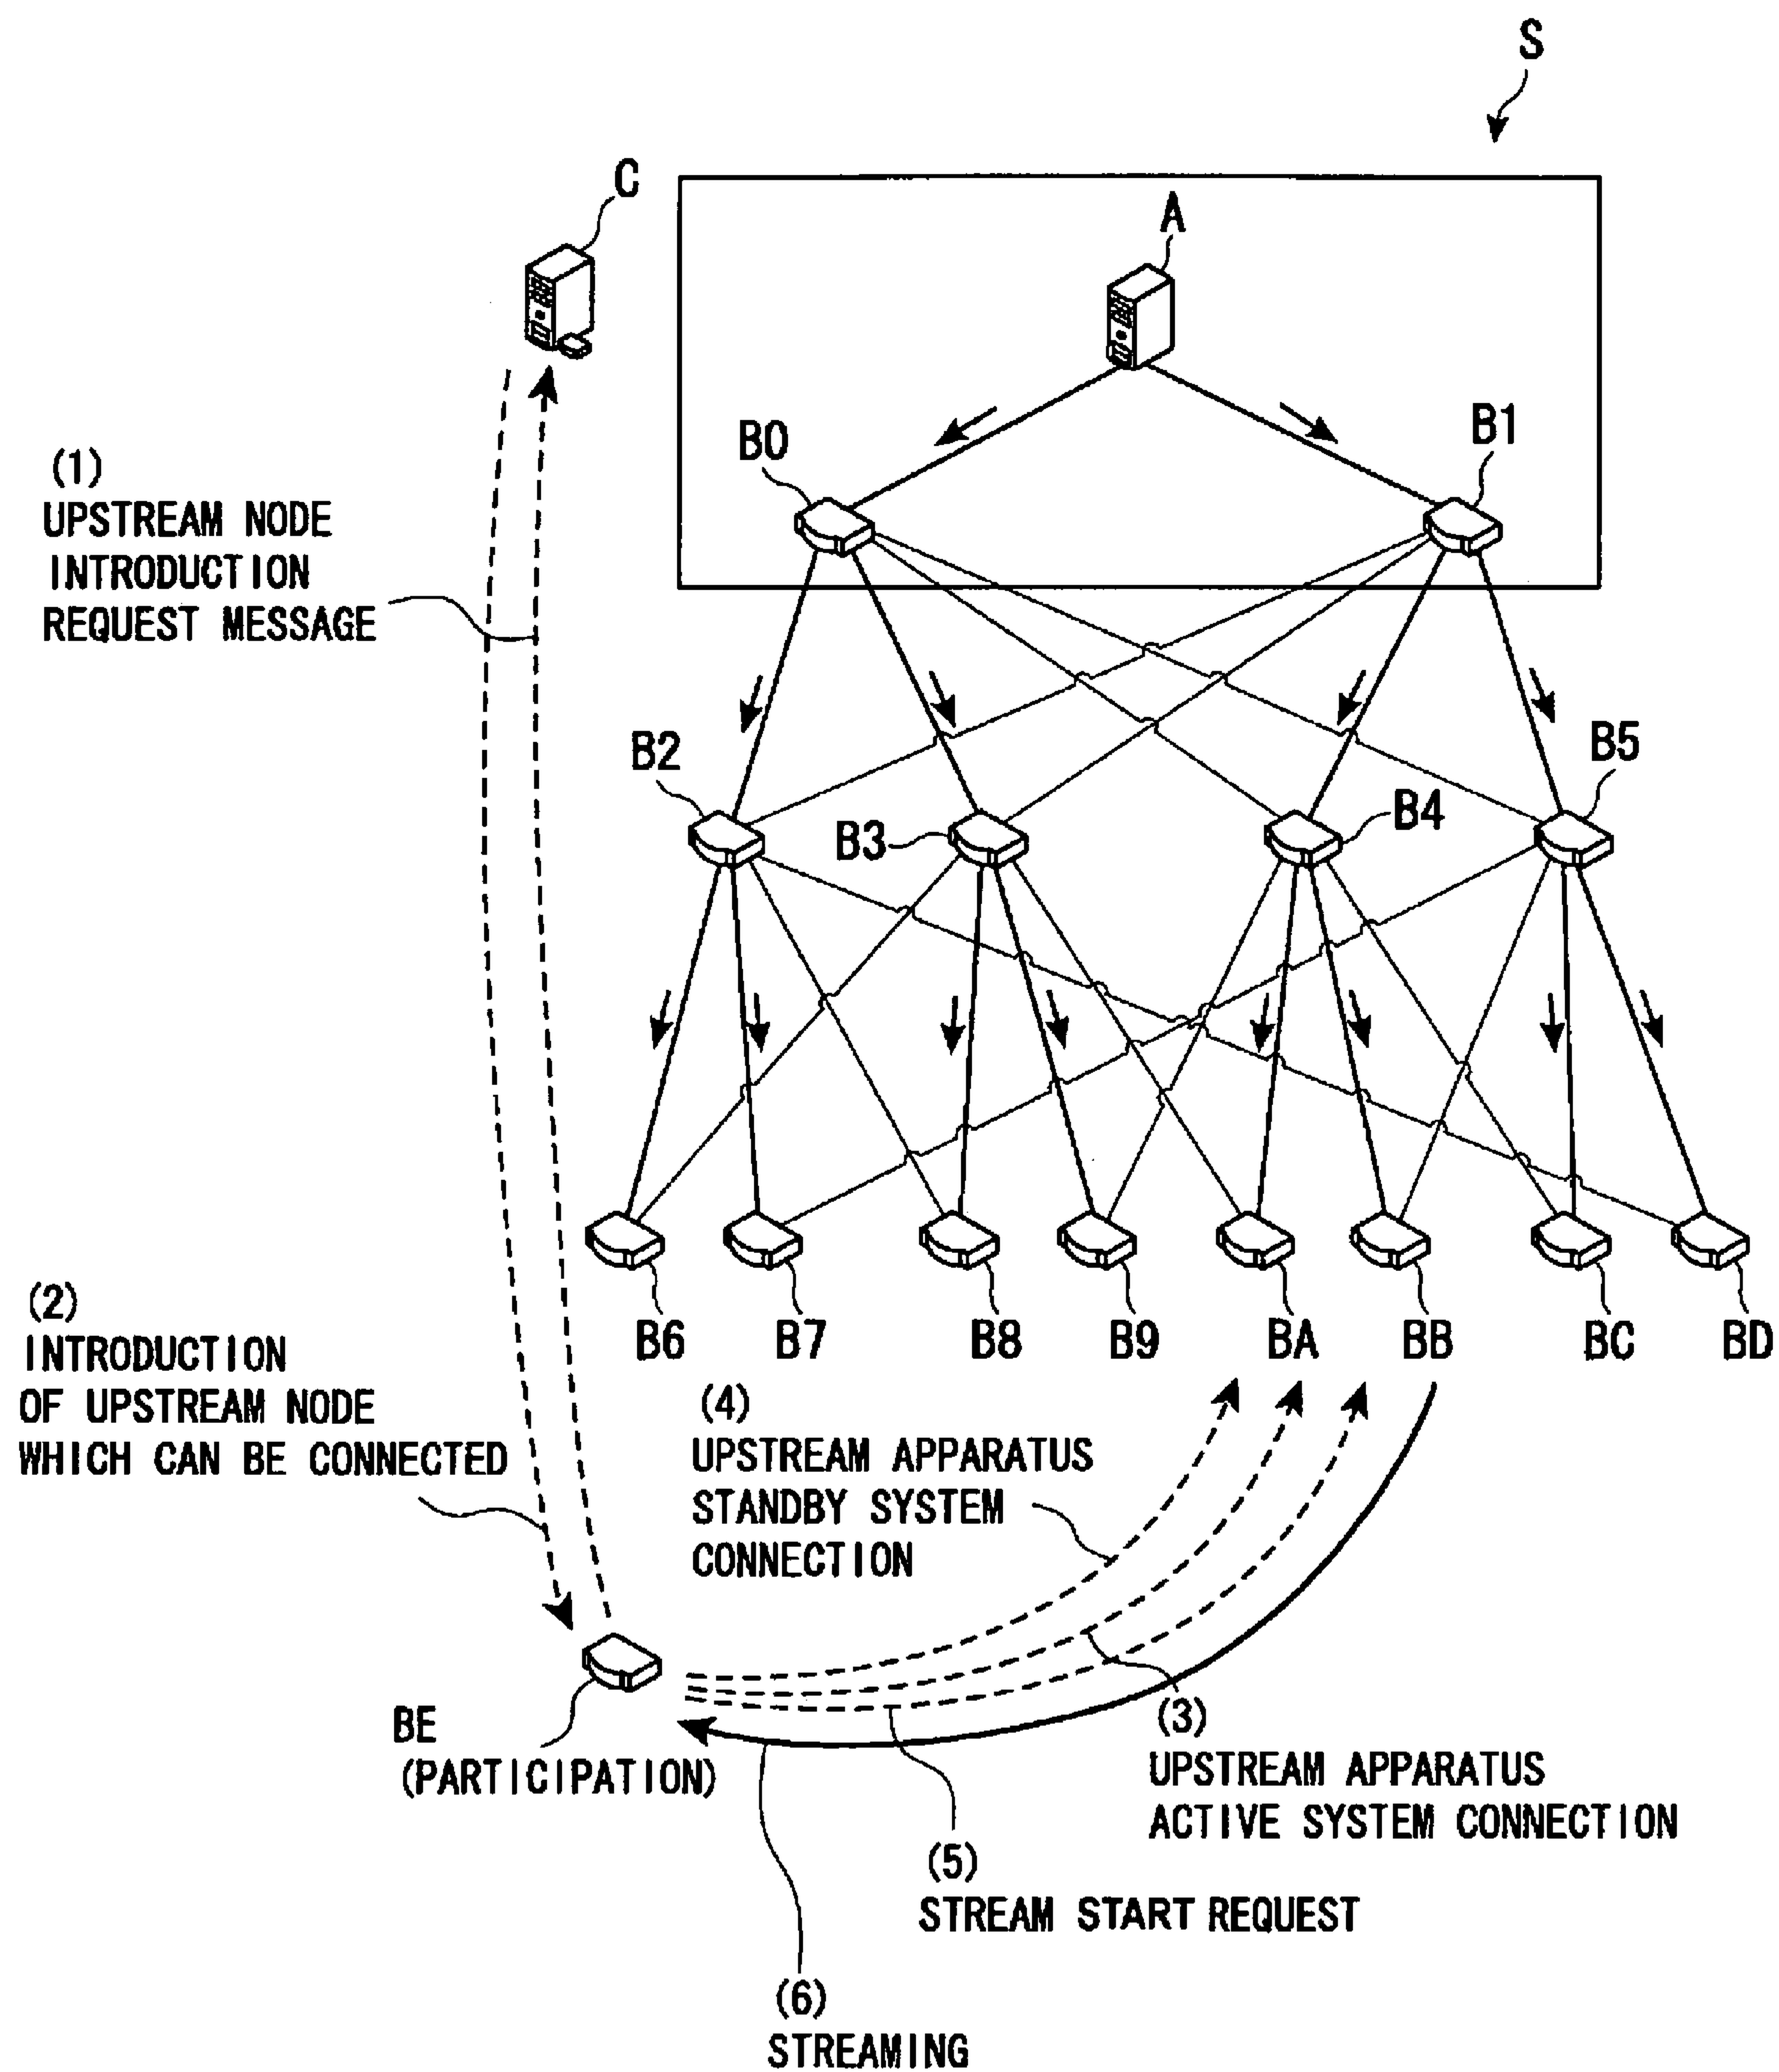 S
C
A
B0
B1
(1)
UPSTREAM NODE
INTRODUCTION
REQUEST MESSAGE
B2
B3
B4
B5
B6
B7
B8
B9
BA
BB
BC
BD
(2)
INTRODUCTION
OF UPSTREAM NODE
WHICH CAN BE CONNECTED
(4)
UPSTREAM APPARATUS
STANDBY SYSTEM
CONNECTION
BE
(PARTICIPATION)
(3)
UPSTREAM APPARATUS
ACTIVE SYSTEM CONNECTION
(5)
STREAM START REQUEST
(6)
STREAMING